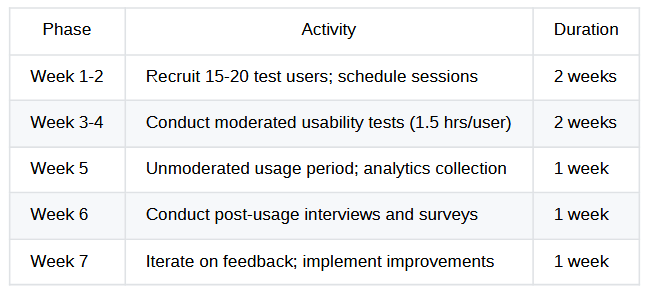 Phase Activity Duration
Week 1-2 Recruit 15-20 test users; schedule sessions 2 weeks
Week 3-4 Conduct moderated usability tests (1.5 hrs/user) 2 weeks
Week 5 Unmoderated usage period; analytics collection 1 week
Week 6 Conduct post-usage interviews and surveys 1 week
Week 7 Iterate on feedback; implement improvements 1 week